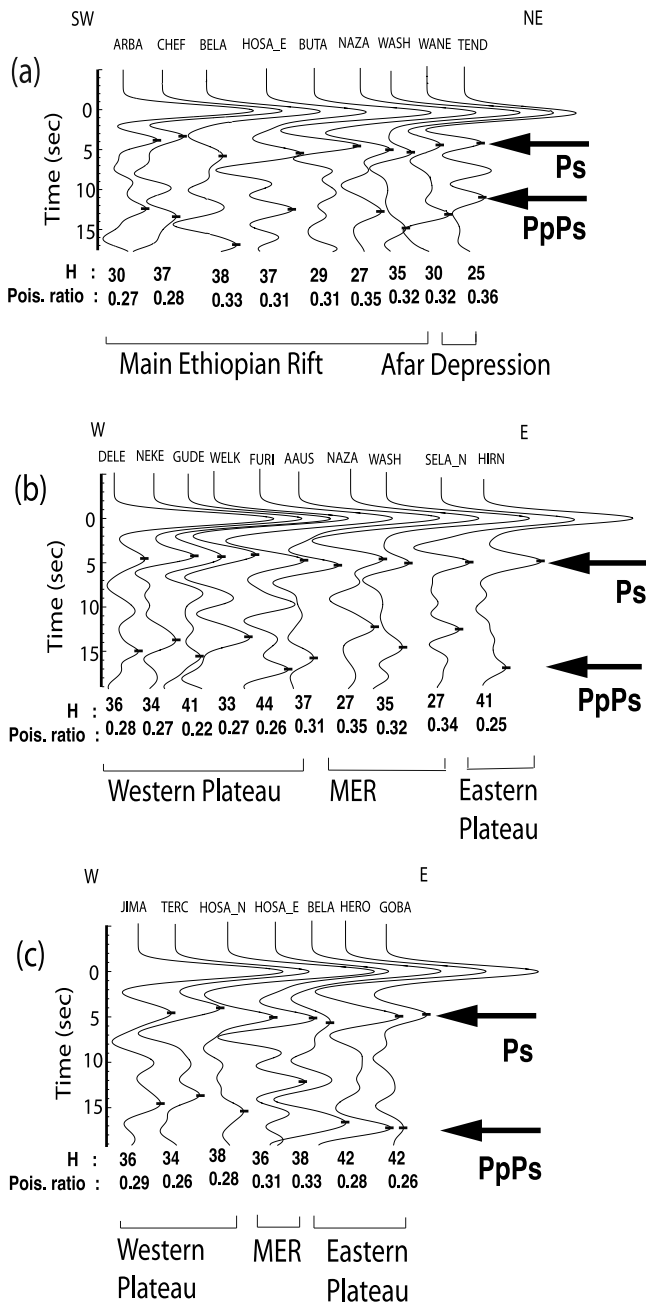 SW NE
ARBA CHEF BELA HOSA_E BUTA NAZA WASH WANE TEND
(a)
Time (sec)
0
5
10
15
Ps
PpPs
H : 30 37 38 37 29 27 35 30 25
Pois. ratio : 0.27 0.28 0.33 0.31 0.31 0.35 0.32 0.32 0.36
Main Ethiopian Rift Afar Depression
W E
DELE NEKE GUDE WELK FURI AAUS NAZA WASH SELA_N HIRN
(b)
Time (sec)
0
5
10
15
Ps
PpPs
H : 36 34 41 33 44 37 27 35 27 41
Pois. ratio : 0.28 0.27 0.22 0.27 0.26 0.31 0.35 0.32 0.34 0.25
Western Plateau MER Eastern
Plateau
W E
JIMA TERC HOSA_N HOSA_E BELA HERO GOBA
(c)
Time (sec)
0
5
10
15
Ps
PpPs
H : 36 34 38 36 38 42 42
Pois. ratio : 0.29 0.26 0.28 0.31 0.33 0.28 0.26
Western MER Eastern
Plateau Plateau